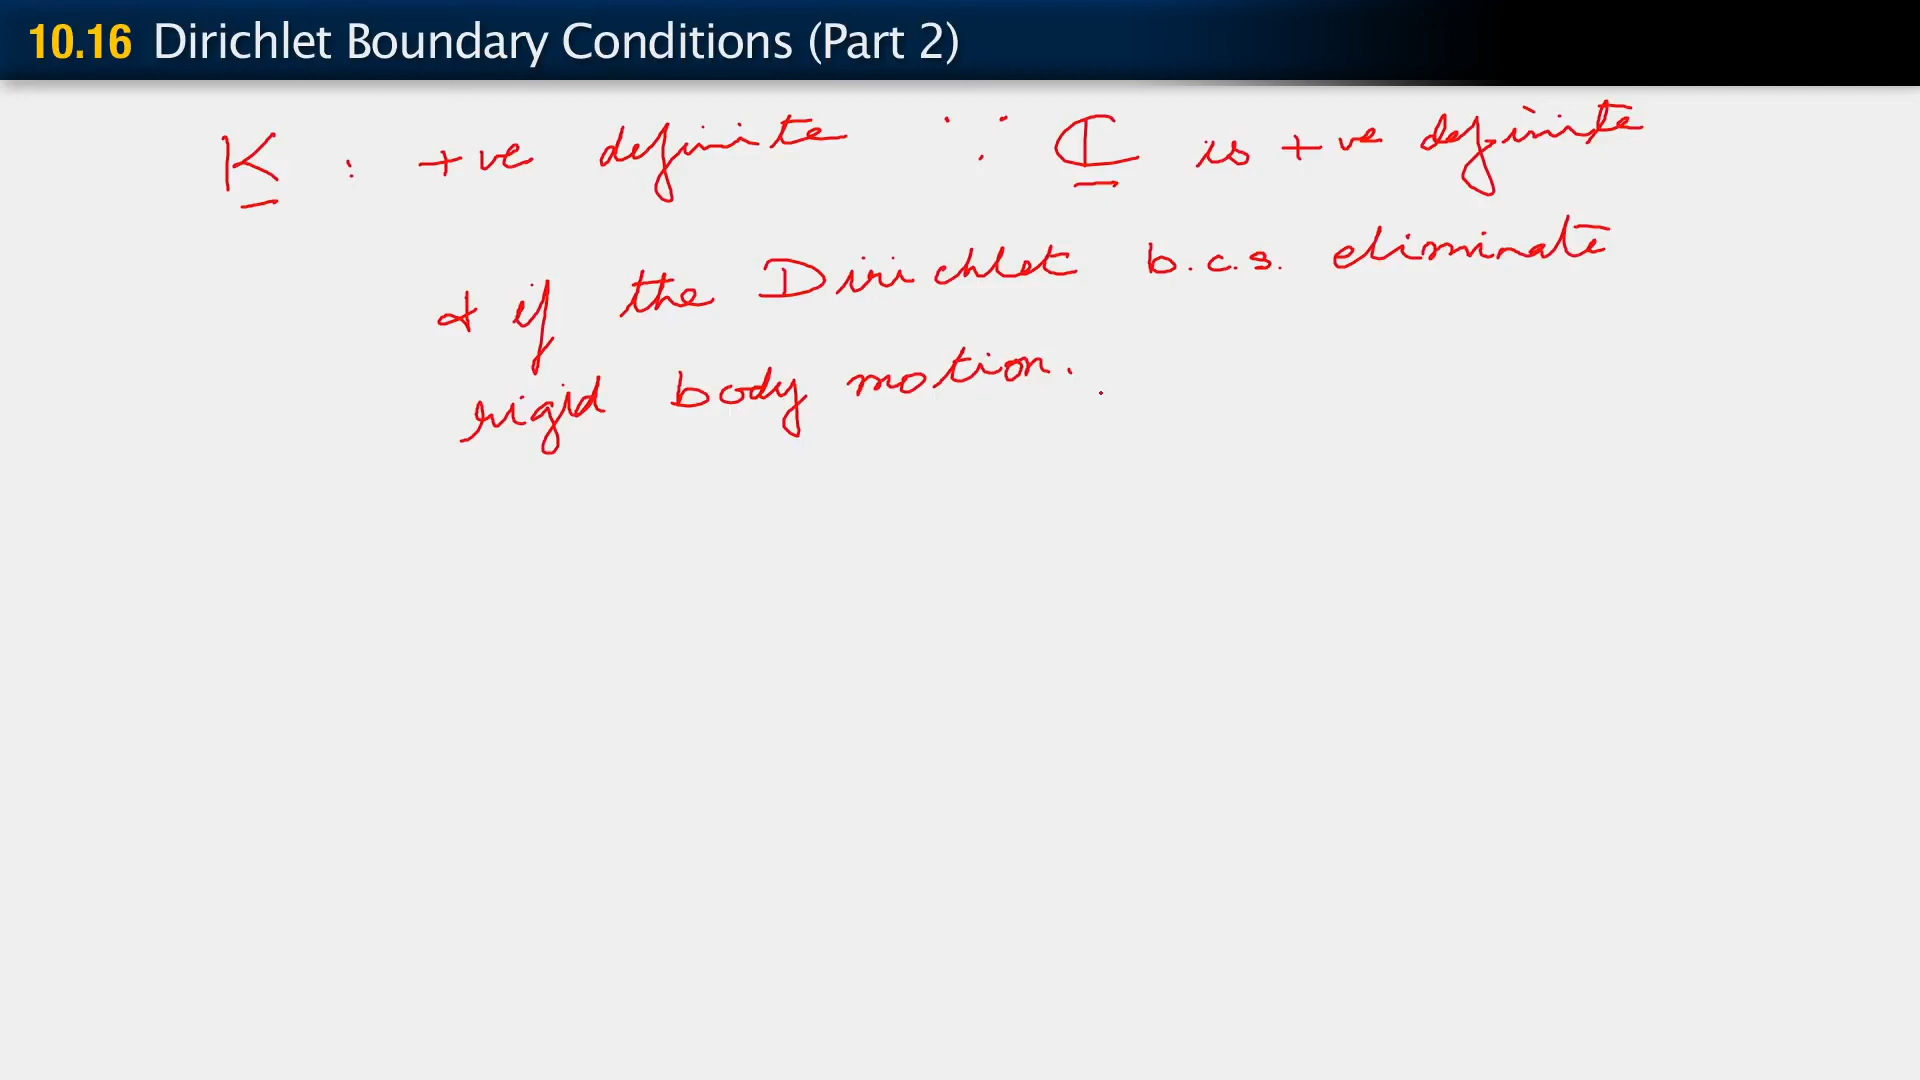 10.16 Dirichlet Boundary Conditions (Part 2)
K : +ve definite ∵ ℂ is +ve definite
& if the Dirichlet b.c.s. eliminate
rigid body motion.